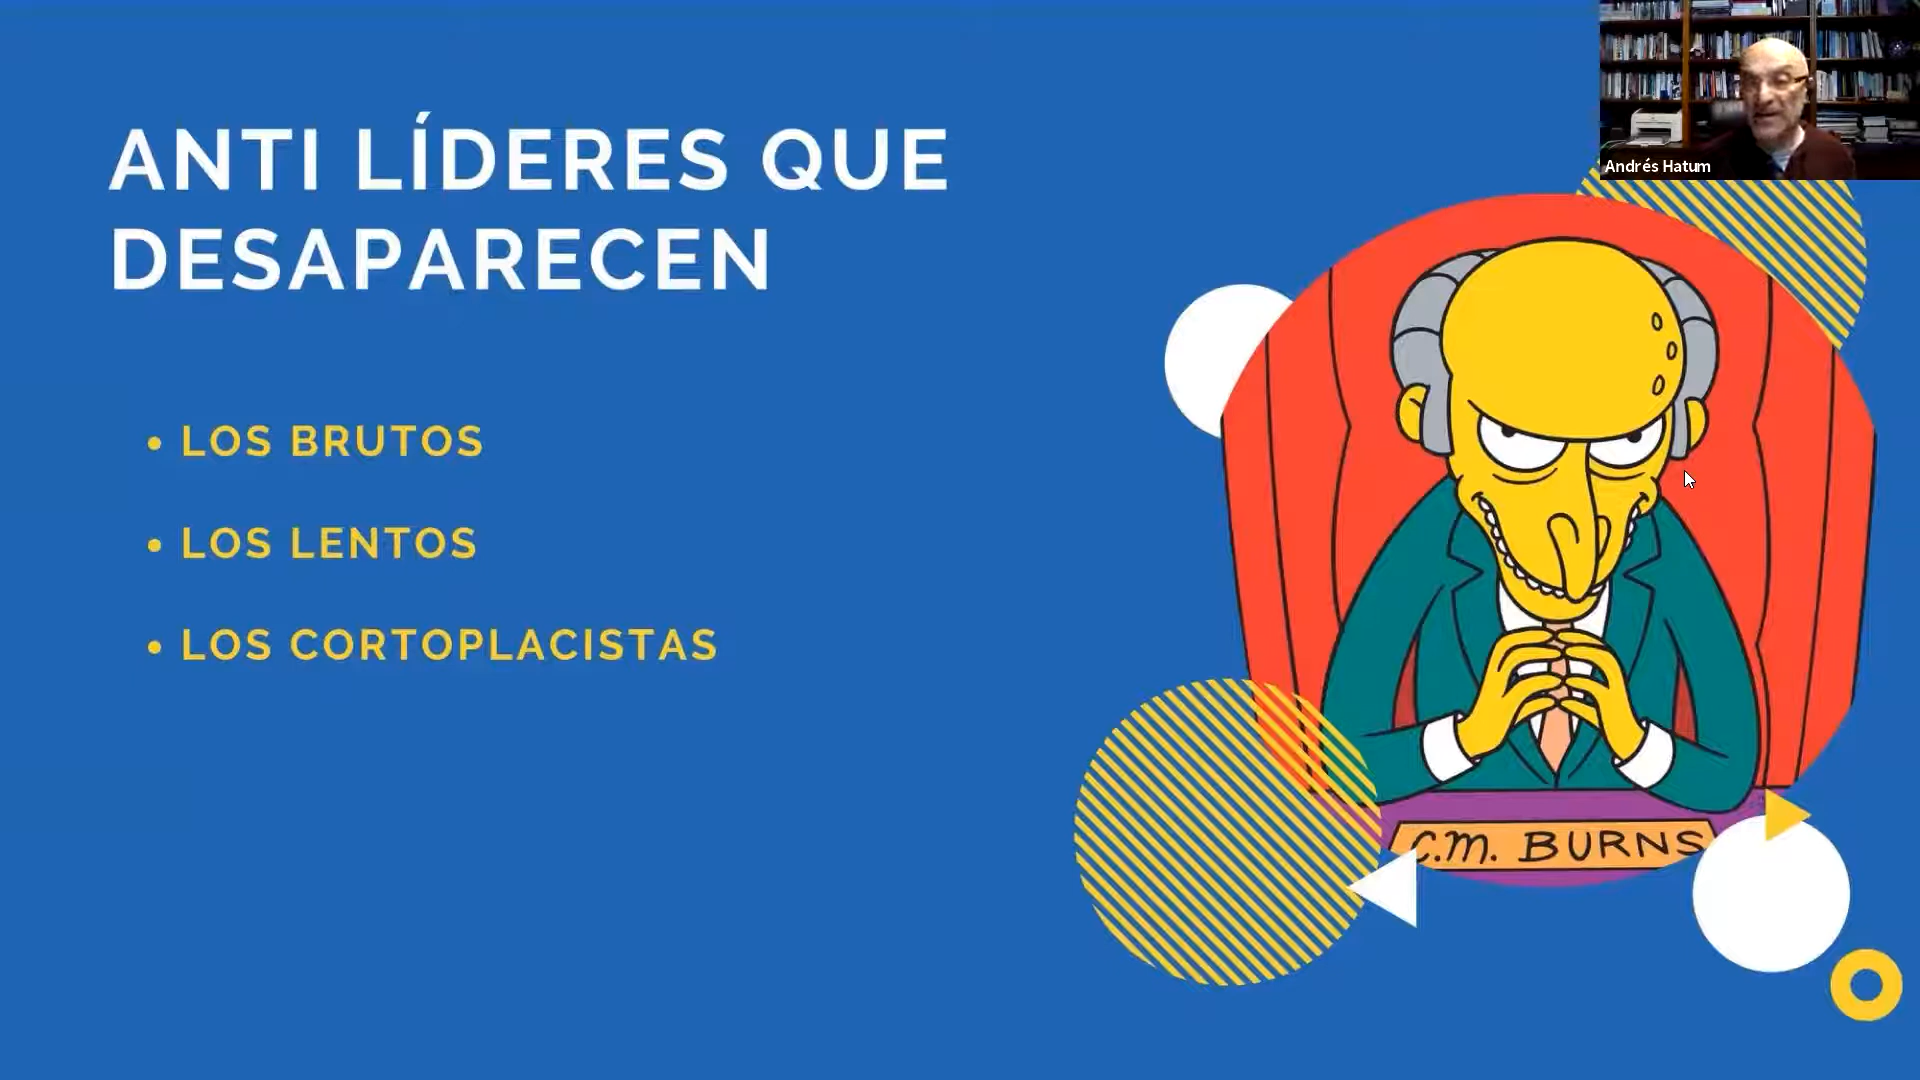 ANTI LÍDERES QUE
DESAPARECEN
• LOS BRUTOS
• LOS LENTOS
• LOS CORTOPLACISTAS
Andrés Hatum
C.M. BURNS